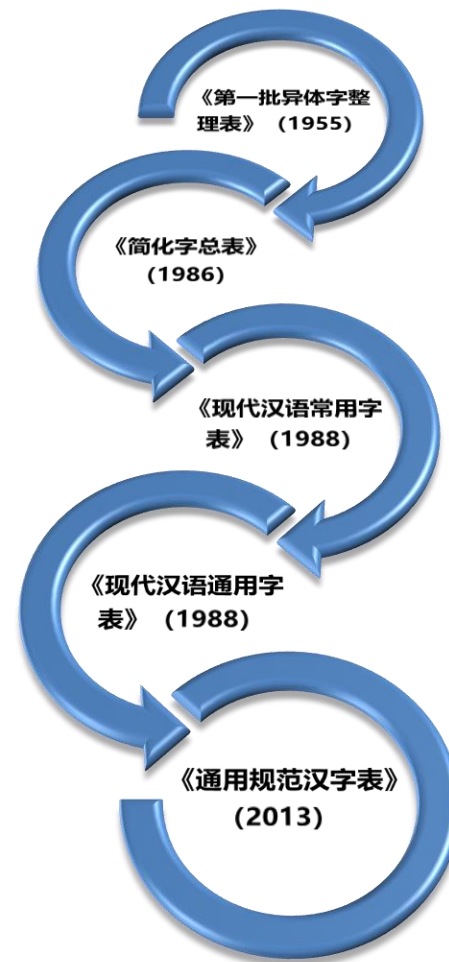 《第一批异体字整
理表》（1955）
《简化字总表》
（1986）
《现代汉语常用字
表》（1988）
《现代汉语通用字
表》（1988）
《通用规范汉字表》
（2013）